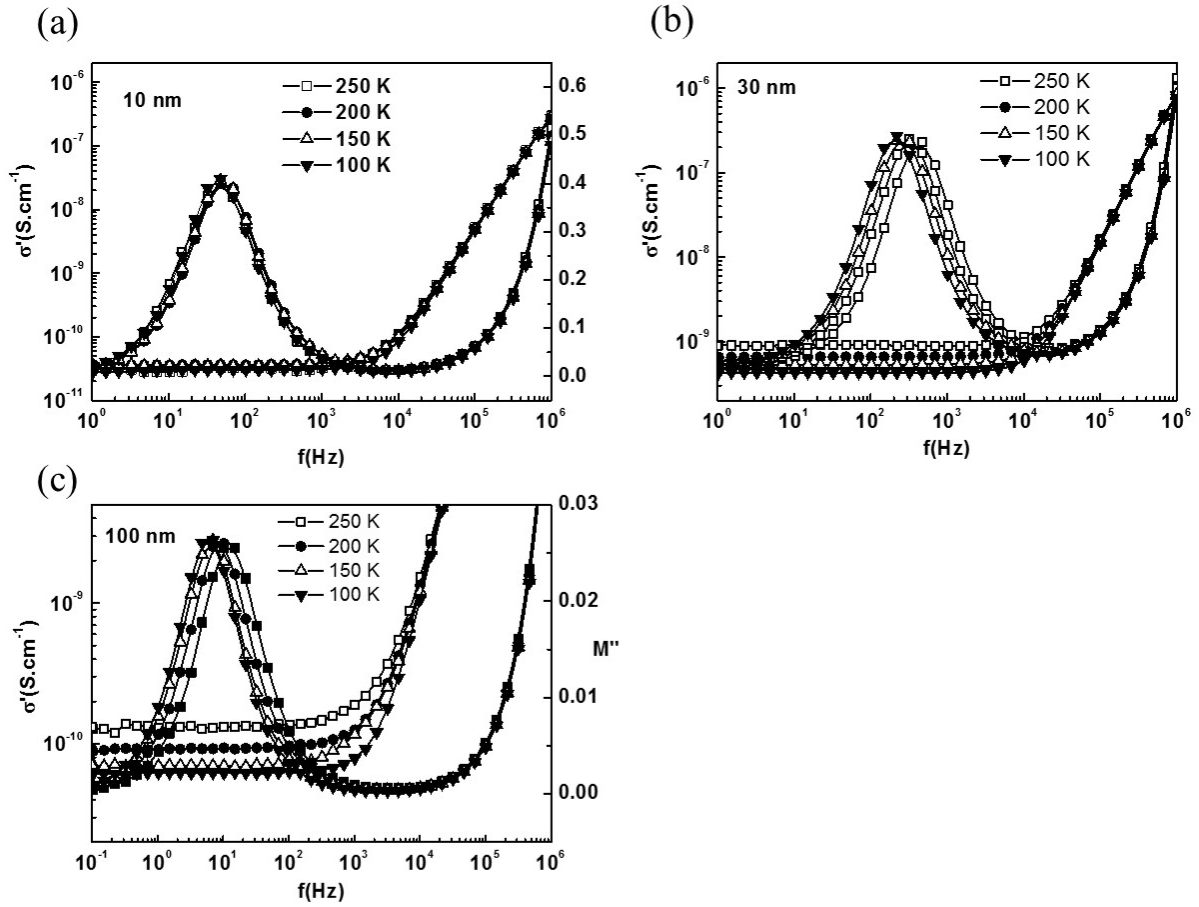 (a)
10 nm
250 K
200 K
150 K
100 K
10⁻⁶
10⁻⁷
10⁻⁸
10⁻⁹
10⁻¹⁰
10⁻¹¹
σ'(S.cm⁻¹)
0.6
0.5
0.4
0.3
0.2
0.1
0.0
10⁰ 10¹ 10² 10³ 10⁴ 10⁵ 10⁶
f(Hz)
(b)
30 nm
250 K
200 K
150 K
100 K
10⁻⁶
10⁻⁷
10⁻⁸
10⁻⁹
σ'(S.cm⁻¹)
10⁰ 10¹ 10² 10³ 10⁴ 10⁵ 10⁶
f(Hz)
(c)
100 nm
250 K
200 K
150 K
100 K
10⁻⁹
10⁻¹⁰
σ'(S.cm⁻¹)
0.03
0.02
0.01
0.00
M"
10⁻¹ 10⁰ 10¹ 10² 10³ 10⁴ 10⁵ 10⁶
f(Hz)